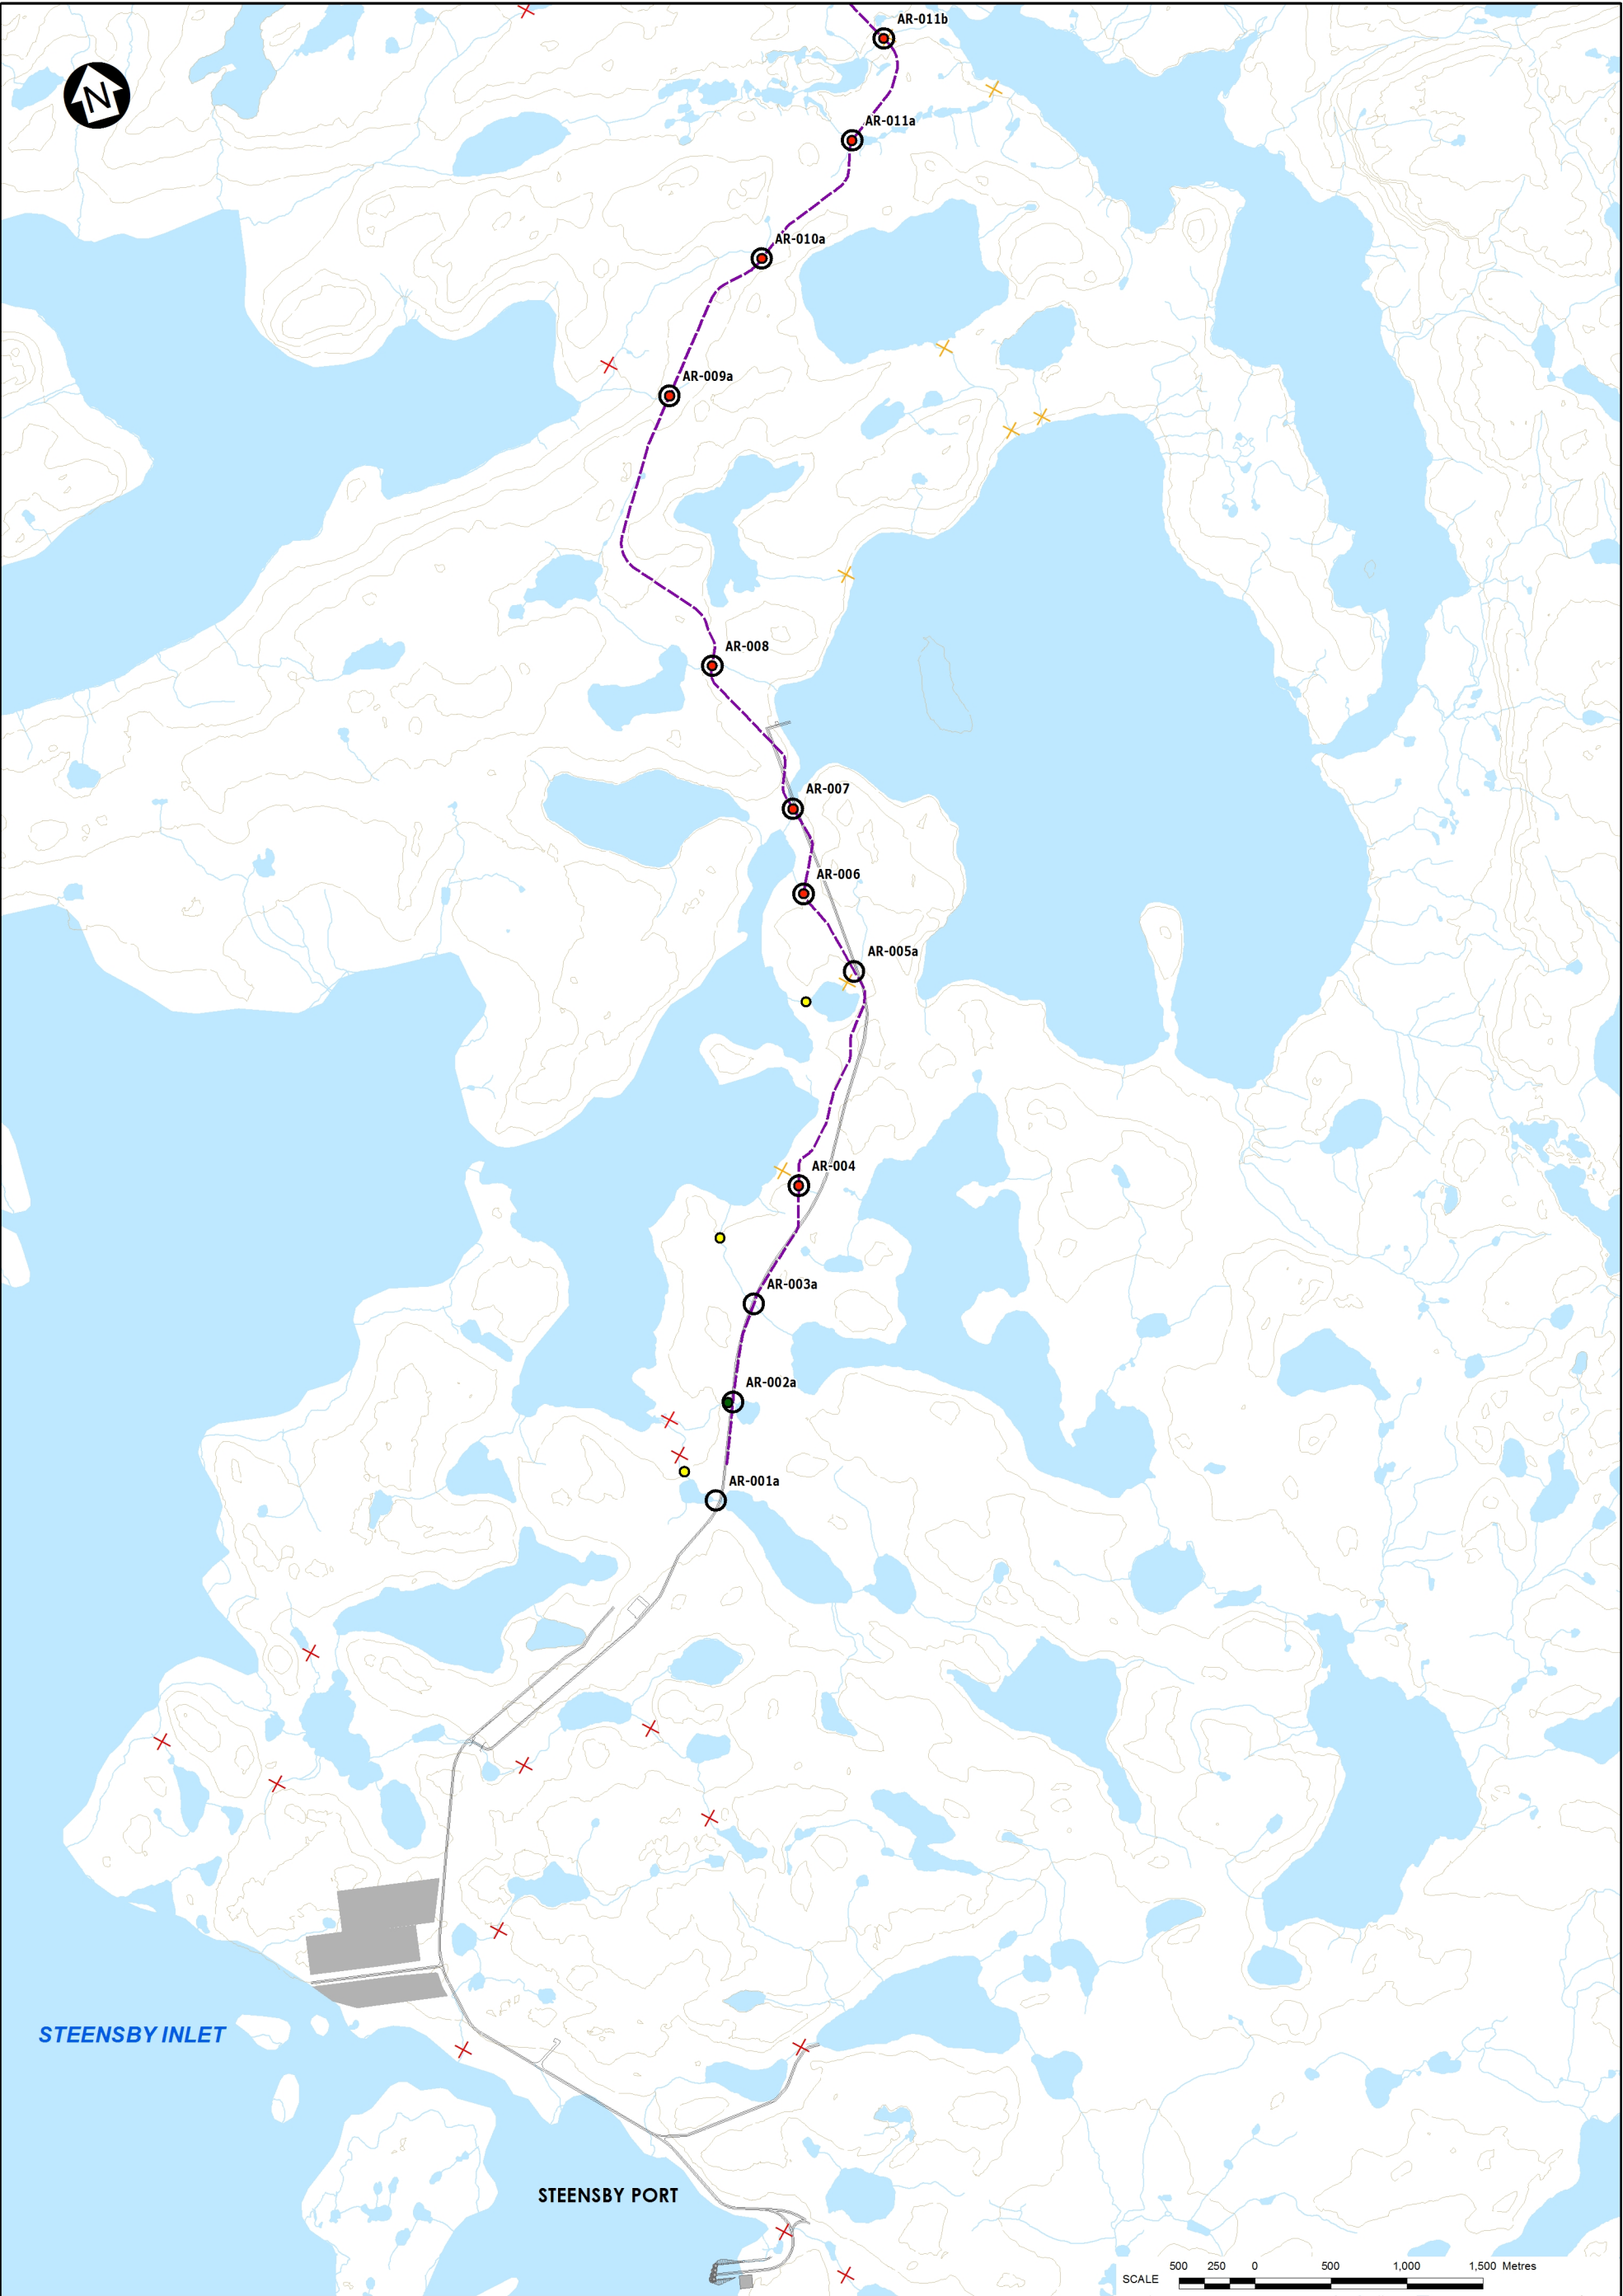 AR-011b
N
AR-011a
AR-010a
AR-009a
AR-008
AR-007
AR-006
AR-005a
AR-004
AR-003a
AR-002a
AR-001a
STEENSBY INLET
STEENSBY PORT
500 250 0 500 1,000 1,500 Metres
SCALE